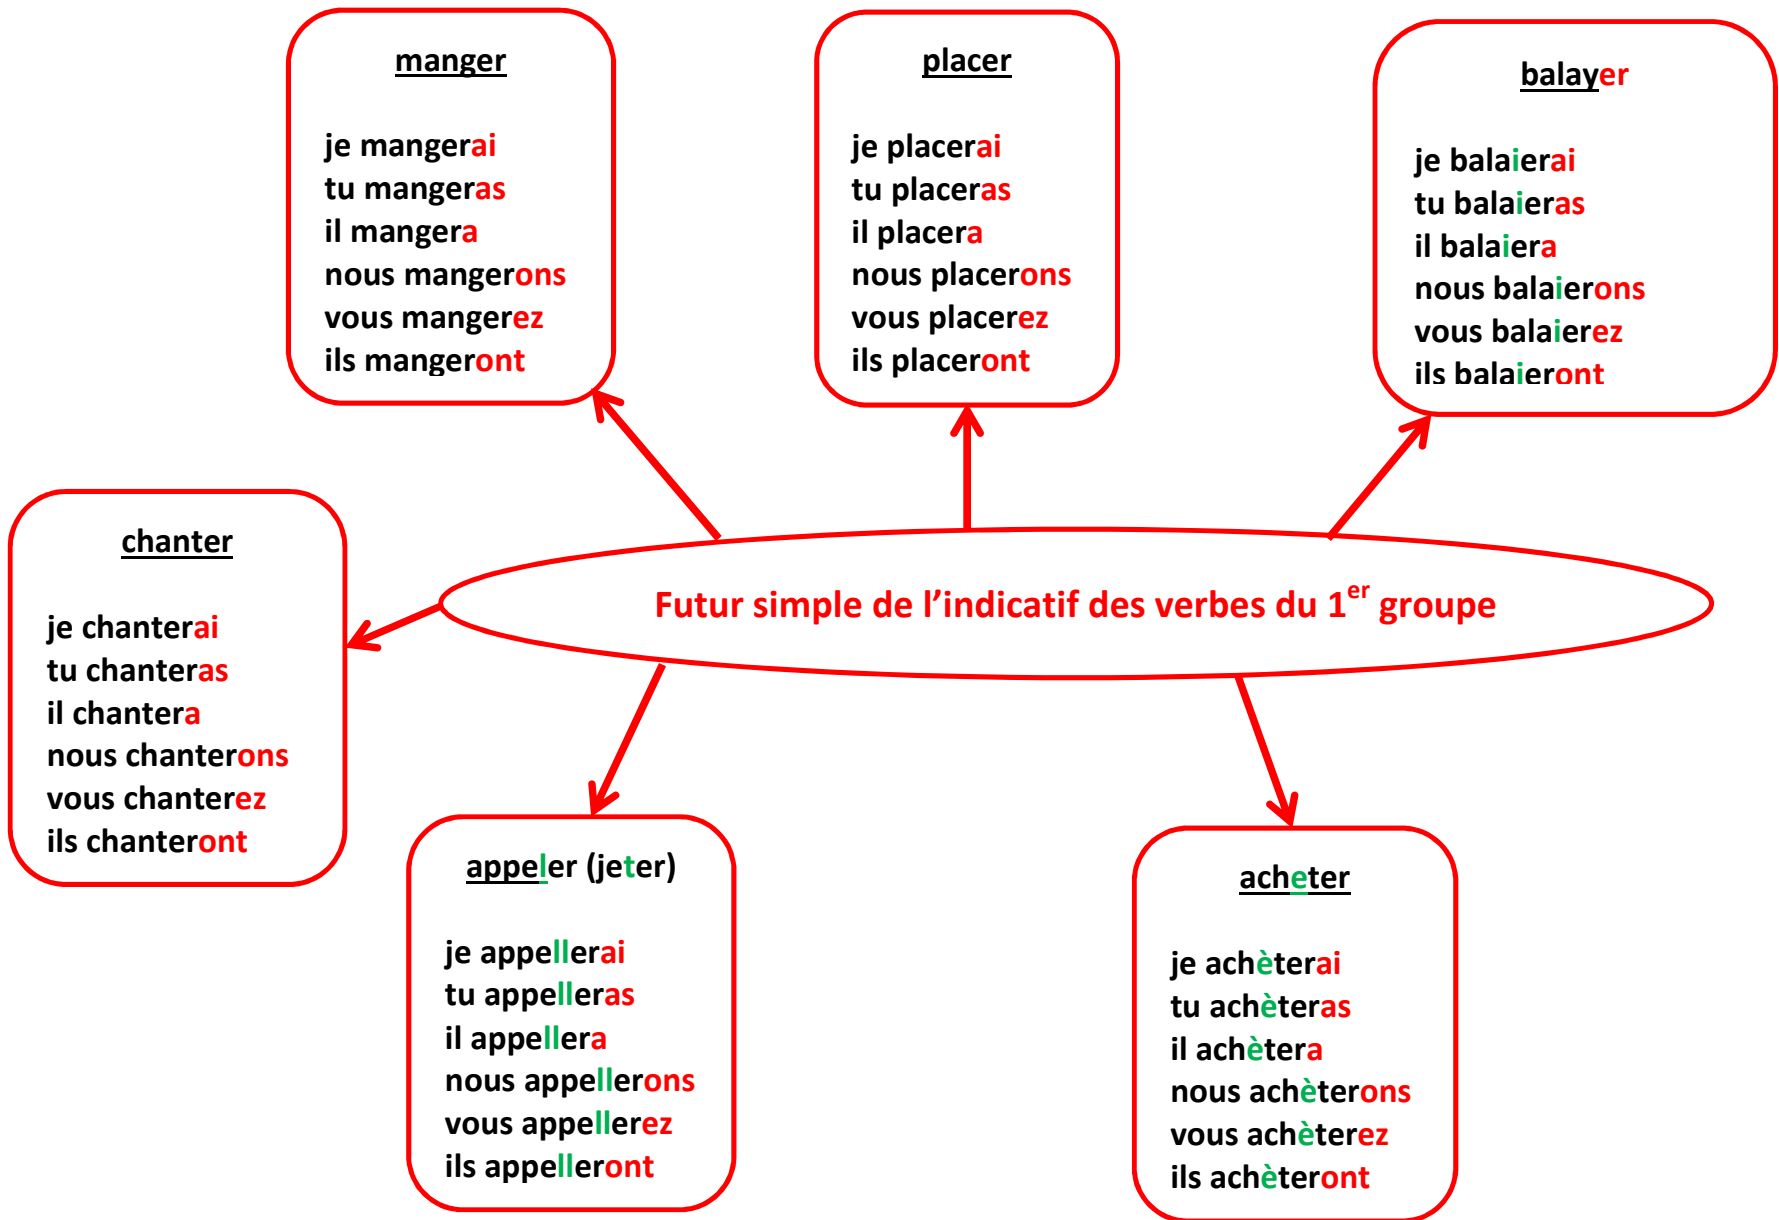 manger
je mangerai
tu mangeras
il mangera
nous mangerons
vous mangerez
ils mangeront
placer
je placerai
tu placeras
il placera
nous placerons
vous placerez
ils placeront
balayer
je balaierai
tu balaieras
il balaiera
nous balaierons
vous balaierez
ils balaieront
chanter
je chanterai
tu chanteras
il chantera
nous chanterons
vous chanterez
ils chanteront
Futur simple de l’indicatif des verbes du 1er groupe
appeler (jeter)
je appellerai
tu appelleras
il appellera
nous appellerons
vous appellerez
ils appelleront
acheter
je achèterai
tu achèteras
il achètera
nous achèterons
vous achèterez
ils achèteront